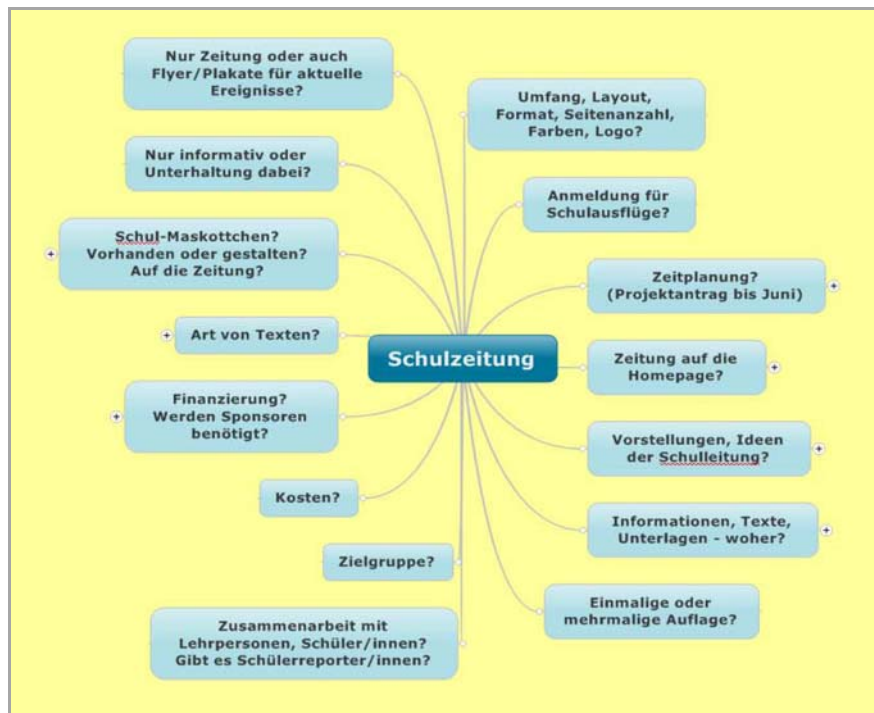 Nur Zeitung oder auch
Flyer/Plakate für aktuelle
Ereignisse?
Nur informativ oder
Unterhaltung dabei?
Schul-Maskottchen?
Vorhanden oder gestalten?
Auf die Zeitung?
Art von Texten?
Finanzierung?
Werden Sponsoren
benötigt?
Kosten?
Zielgruppe?
Zusammenarbeit mit
Lehrpersonen, Schüler/innen?
Gibt es Schülerreporter/innen?
Schulzeitung
Umfang, Layout,
Format, Seitenanzahl,
Farben, Logo?
Anmeldung für
Schulausflüge?
Zeitplanung?
(Projektantrag bis Juni)
Zeitung auf die
Homepage?
Vorstellungen, Ideen
der Schulleitung?
Informationen, Texte,
Unterlagen - woher?
Einmalige oder
mehrmalige Auflage?